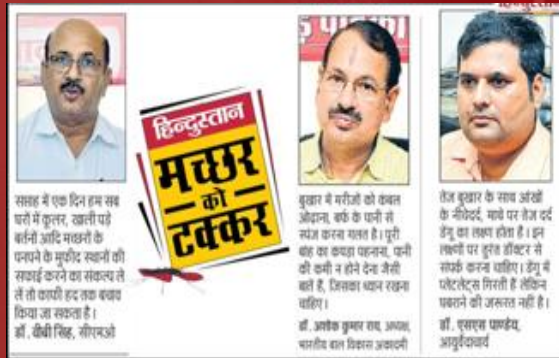 हिन्दुस्तान
हिन्दुस्तान
मच्छर
को
टक्कर
सप्ताह में एक दिन हम सब
घरों में कूलर, खाली पड़े
बर्तनों आदि मच्छरों के
पनपने के मुफीद स्थानों की
सफाई करने का संकल्प ले
लें तो काफी हद तक बचाव
किया जा सकता है।
डॉ. वीबी सिंह, सीएमओ
बुखार में मरीजों को कंबल
ओढ़ाना, बर्फ के पानी से
स्पंज करना गलत है। पूरी
बांह का कपड़ा पहनाना, पानी
की कमी न होने देना जैसी
बातें है, जिसका ध्यान रखना
चाहिए।
डॉ. अशोक कुमार राय, अध्यक्ष,
भारतीय बाल विकास अकादमी
तेज बुखार के साथ आंखों
के नीचे दर्द, माथे पर तेज दर्द
डेंगू का लक्षण होता है। इन
लक्षणों पर तुरंत डॉक्टर से
संपर्क करना चाहिए। डेंगू में
प्लेटलेट्स गिरती हैं लेकिन
घबराने की जरूरत नहीं है।
डॉ. एसएस पाण्डेय,
आयुर्वेदाचार्य